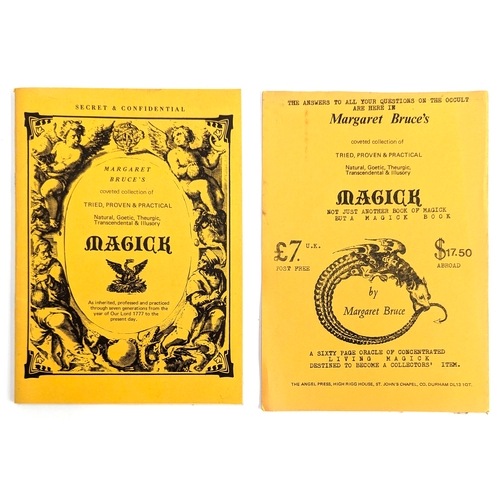 SECRET & CONFIDENTIAL
MARGARET
BRUCE'S
coveted collection of
TRIED, PROVEN & PRACTICAL
Natural, Goetic, Theurgic,
Transcendental & Illusory
MAGICK
As inherited, professed and practiced
through seven generations from the
year of Our Lord 1777 to the
present day.
THE ANSWERS TO ALL YOUR QUESTIONS ON THE OCCULT
ARE HERE IN
Margaret Bruce's
coveted collection of
TRIED, PROVEN & PRACTICAL
Natural, Goetic, Theurgic,
Transcendental & Illusory
MAGICK
NOT JUST ANOTHER BOOK OF MAGICK
BUT A MAGICK BOOK
£7. U.K.
POST FREE
$17.50
ABROAD
by
Margaret Bruce
A SIXTY PAGE ORACLE OF CONCENTRATED
LIVING MAGICK
DESTINED TO BECOME A COLLECTORS' ITEM.
THE ANGEL PRESS, HIGH RIGG HOUSE, ST. JOHN'S CHAPEL, CO. DURHAM DL13 1QT.